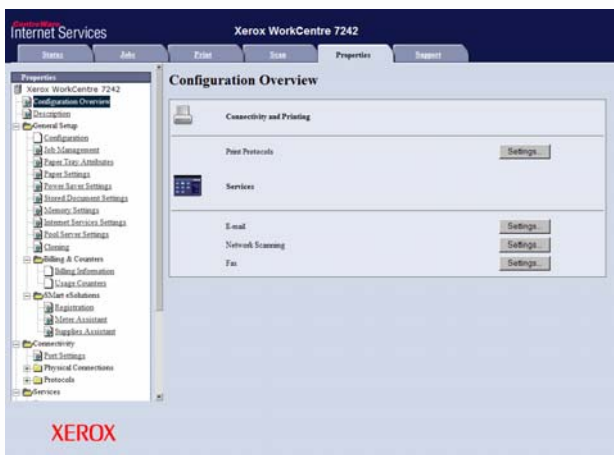 CentreWare
Internet Services
Xerox WorkCentre 7242
Status
Jobs
Print
Scan
Properties
Support
Properties
Xerox WorkCentre 7242
Configuration Overview
Description
General Setup
Configuration
Job Management
Paper Tray Attributes
Paper Settings
Power Saver Settings
Stored Document Settings
Memory Settings
Internet Services Settings
Pool Server Settings
Cloning
Billing & Counters
Billing Information
Usage Counters
SMart eSolutions
Registration
Meter Assistant
Supplies Assistant
Connectivity
Port Settings
Physical Connections
Protocols
Services
Configuration Overview
Connectivity and Printing
Print Protocols
Settings...
Services
E-mail
Settings...
Network Scanning
Settings...
Fax
Settings...
XEROX